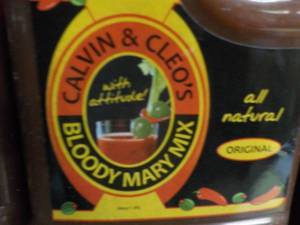 CALVIN & CLEO'S
with
attitude!
BLOODY MARY MIX
all
natural
ORIGINAL